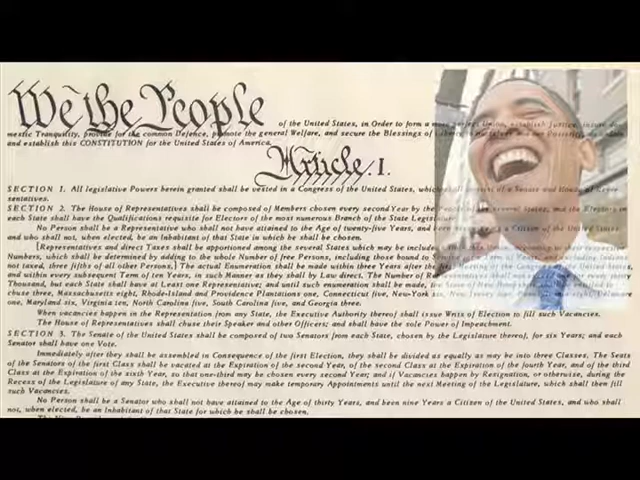 We the People of the United States, in Order to form a more perfect Union, establish Justice, insure do-
mestic Tranquility, provide for the common Defence, promote the general Welfare, and secure the Blessings of Liberty to ourselves and our Posterity, do ordain
and establish this CONSTITUTION for the United States of America.
Article. I.
SECTION 1. All legislative Powers herein granted shall be vested in a Congress of the United States, which shall consist of a Senate and House of Repre-
sentatives.
SECTION 2. The House of Representatives shall be composed of Members chosen every second Year by the People of the several States, and the Electors in
each State shall have the Qualifications requisite for Electors of the most numerous Branch of the State Legislature.
No Person shall be a Representative who shall not have attained to the Age of twenty-five Years, and been seven Years a Citizen of the United States,
and who shall not, when elected, be an Inhabitant of that State in which he shall be chosen.
[Representatives and direct Taxes shall be apportioned among the several States which may be included within this Union, according to their respective
Numbers, which shall be determined by adding to the whole Number of free Persons, including those bound to Service for a Term of Years, and excluding Indians
not taxed, three fifths of all other Persons.] The actual Enumeration shall be made within three Years after the first Meeting of the Congress of the United States,
and within every subsequent Term of ten Years, in such Manner as they shall by Law direct. The Number of Representatives shall not exceed one for every thirty
Thousand, but each State shall have at Least one Representative; and until such enumeration shall be made, the State of New Hampshire shall be entitled to
chuse three, Massachusetts eight, Rhode-Island and Providence Plantations one, Connecticut five, New-York six, New Jersey four, Pennsylvania eight, Delaware
one, Maryland six, Virginia ten, North Carolina five, South Carolina five, and Georgia three.
When vacancies happen in the Representation from any State, the Executive Authority thereof shall issue Writs of Election to fill such Vacancies.
The House of Representatives shall chuse their Speaker and other Officers; and shall have the sole Power of Impeachment.
SECTION 3. The Senate of the United States shall be composed of two Senators from each State, chosen by the Legislature thereof, for six Years; and each
Senator shall have one Vote.
Immediately after they shall be assembled in Consequence of the first Election, they shall be divided as equally as may be into three Classes. The Seats
of the Senators of the first Class shall be vacated at the Expiration of the second Year, of the second Class at the Expiration of the fourth Year, and of the third
Class at the Expiration of the sixth Year, so that one-third may be chosen every second Year; and if Vacancies happen by Resignation, or otherwise, during the
Recess of the Legislature of any State, the Executive thereof may make temporary Appointments until the next Meeting of the Legislature, which shall then fill
such Vacancies.
No Person shall be a Senator who shall not have attained to the Age of thirty Years, and been nine Years a Citizen of the United States, and who shall
not, when elected, be an Inhabitant of that State for which he shall be chosen.